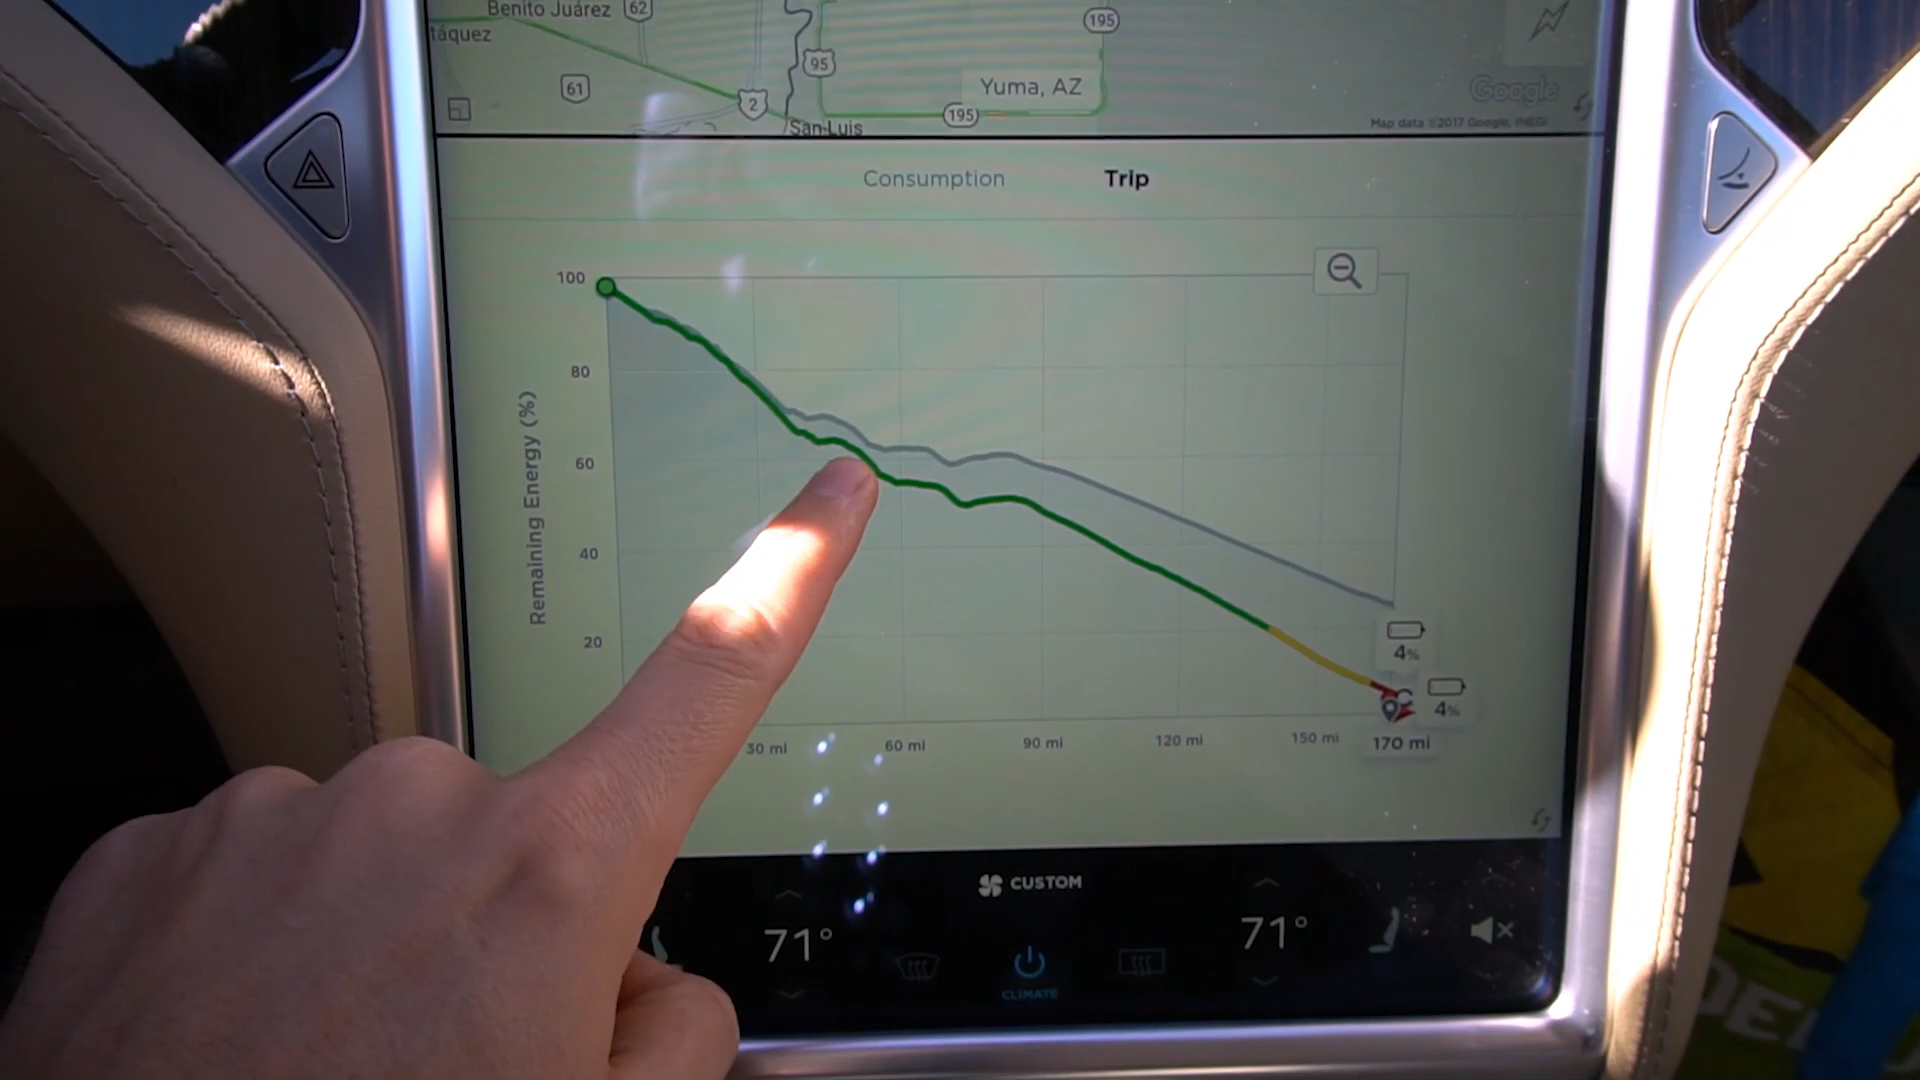 Benito Juárez
62
195
táquez
95
61
Yuma, AZ
Google
2
195
San Luis
Map data ©2017 Google, INEGI
Consumption
Trip
100
80
60
40
20
Remaining Energy (%)
4%
4%
30 mi
60 mi
90 mi
120 mi
150 mi
170 mi
CUSTOM
71°
71°
CLIMATE